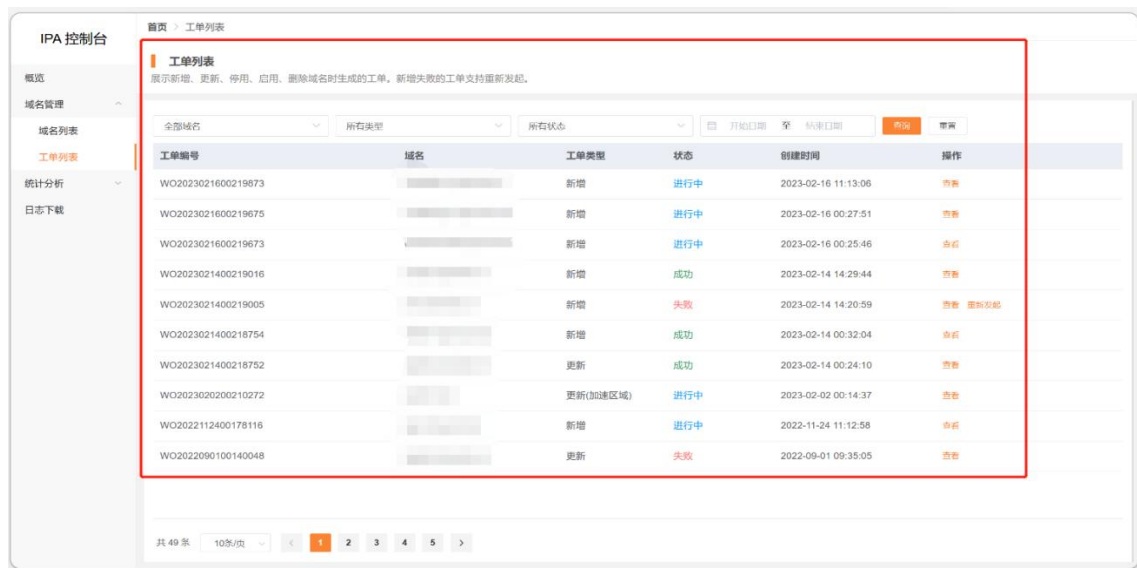 IPA 控制台
首页 > 工单列表
工单列表
展示新增、更新、停用、启用、删除域名时生成的工单。新增失败的工单支持重新发起。
概览
域名管理
域名列表
工单列表
统计分析
日志下载
全部域名 所有类型 所有状态 开始日期 至 结束日期 查询 重置
工单编号 域名 工单类型 状态 创建时间 操作
WO2023021600219873 新增 进行中 2023-02-16 11:13:06 查看
WO2023021600219675 新增 进行中 2023-02-16 00:27:51 查看
WO2023021600219673 新增 进行中 2023-02-16 00:25:46 查看
WO2023021400219016 新增 成功 2023-02-14 14:29:44 查看
WO2023021400219005 新增 失败 2023-02-14 14:20:59 查看 重新发起
WO2023021400218754 新增 成功 2023-02-14 00:32:04 查看
WO2023021400218752 更新 成功 2023-02-14 00:24:10 查看
WO2023020200210272 更新(加速区域) 进行中 2023-02-02 00:14:37 查看
WO2022112400178116 新增 进行中 2022-11-24 11:12:58 查看
WO2022090100140048 更新 失败 2022-09-01 09:35:05 查看
共 49 条 10条/页 < 1 2 3 4 5 >